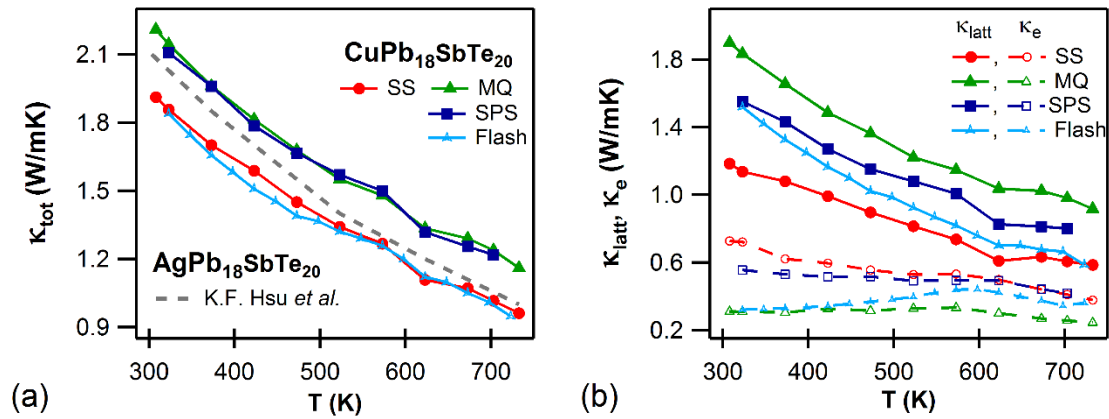 CuPb18SbTe20
SS
MQ
SPS
Flash
AgPb18SbTe20
K.F. Hsu et al.
2.1
1.8
1.5
1.2
0.9
κtot (W/mK)
300
400
500
600
700
T (K)
(a)
κlatt
κe
, SS
, MQ
, SPS
, Flash
1.8
1.4
1.0
0.6
0.2
κlatt, κe (W/mK)
300
400
500
600
700
T (K)
(b)